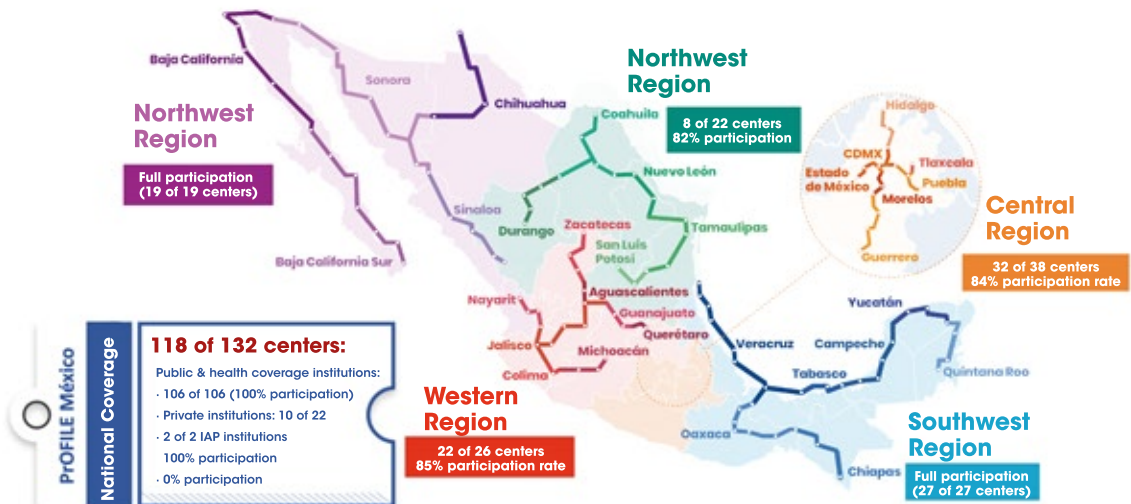 Baja California
Sonora
Chihuahua
Northwest
Region
Full participation
(19 of 19 centers)
Sinaloa
Baja California Sur
Northwest
Region
8 of 22 centers
82% participation
Coahuila
Nuevo León
Durango
Tamaulipas
San Luis
Potosí
Zacatecas
Aguascalientes
Nayarit
Guanajuato
Querétaro
Jalisco
Michoacán
Colima
Western
Region
22 of 26 centers
85% participation rate
Hidalgo
CDMX
Tlaxcala
Estado
de México
Puebla
Morelos
Guerrero
Central
Region
32 of 38 centers
84% participation rate
Yucatán
Veracruz
Campeche
Tabasco
Quintana Roo
Oaxaca
Chiapas
Southwest
Region
Full participation
(27 of 27 centers)
PrOFILE México
National Coverage
118 of 132 centers:
Public & health coverage institutions:
· 106 of 106 (100% participation)
· Private institutions: 10 of 22
· 2 of 2 IAP institutions
100% participation
· 0% participation